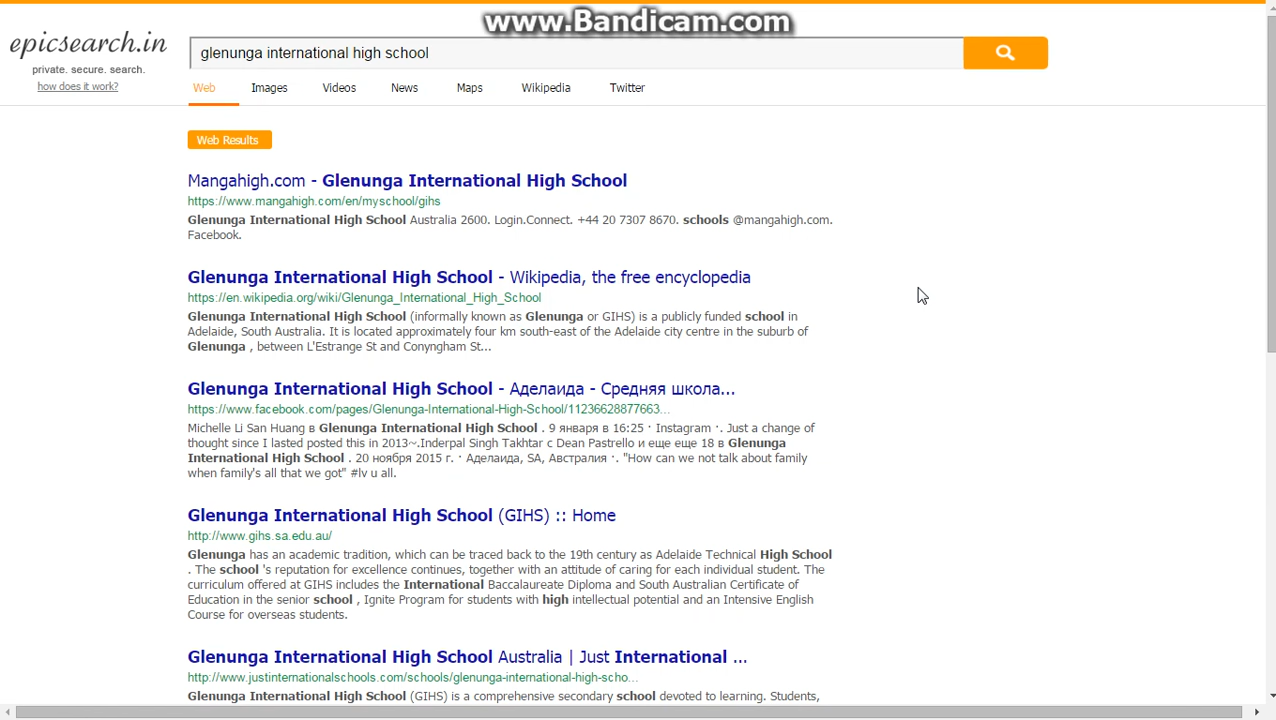 www.Bandicam.com
epicsearch.in
glenunga international high school
private. secure. search.
how does it work?
Web Images Videos News Maps Wikipedia Twitter
Web Results
Mangahigh.com - Glenunga International High School
https://www.mangahigh.com/en/myschool/gihs
Glenunga International High School Australia 2600. Login.Connect. +44 20 7307 8670. schools @mangahigh.com.
Facebook.
Glenunga International High School - Wikipedia, the free encyclopedia
https://en.wikipedia.org/wiki/Glenunga_International_High_School
Glenunga International High School (informally known as Glenunga or GIHS) is a publicly funded school in
Adelaide, South Australia. It is located approximately four km south-east of the Adelaide city centre in the suburb of
Glenunga , between L'Estrange St and Conyngham St...
Glenunga International High School - Аделаида - Средняя школа...
https://www.facebook.com/pages/Glenunga-International-High-School/11236628877663...
Michelle Li San Huang в Glenunga International High School . 9 января в 16:25 · Instagram ·. Just a change of
thought since I lasted posted this in 2013~.Inderpal Singh Takhtar с Dean Pastrello и еще еще 18 в Glenunga
International High School . 20 ноября 2015 г. · Аделаида, SA, Австралия ·. "How can we not talk about family
when family's all that we got" #lv u all.
Glenunga International High School (GIHS) :: Home
http://www.gihs.sa.edu.au/
Glenunga has an academic tradition, which can be traced back to the 19th century as Adelaide Technical High School
. The school 's reputation for excellence continues, together with an attitude of caring for each individual student. The
curriculum offered at GIHS includes the International Baccalaureate Diploma and South Australian Certificate of
Education in the senior school , Ignite Program for students with high intellectual potential and an Intensive English
Course for overseas students.
Glenunga International High School Australia | Just International ...
http://www.justinternationalschools.com/schools/glenunga-international-high-scho...
Glenunga International High School (GIHS) is a comprehensive secondary school devoted to learning. Students,